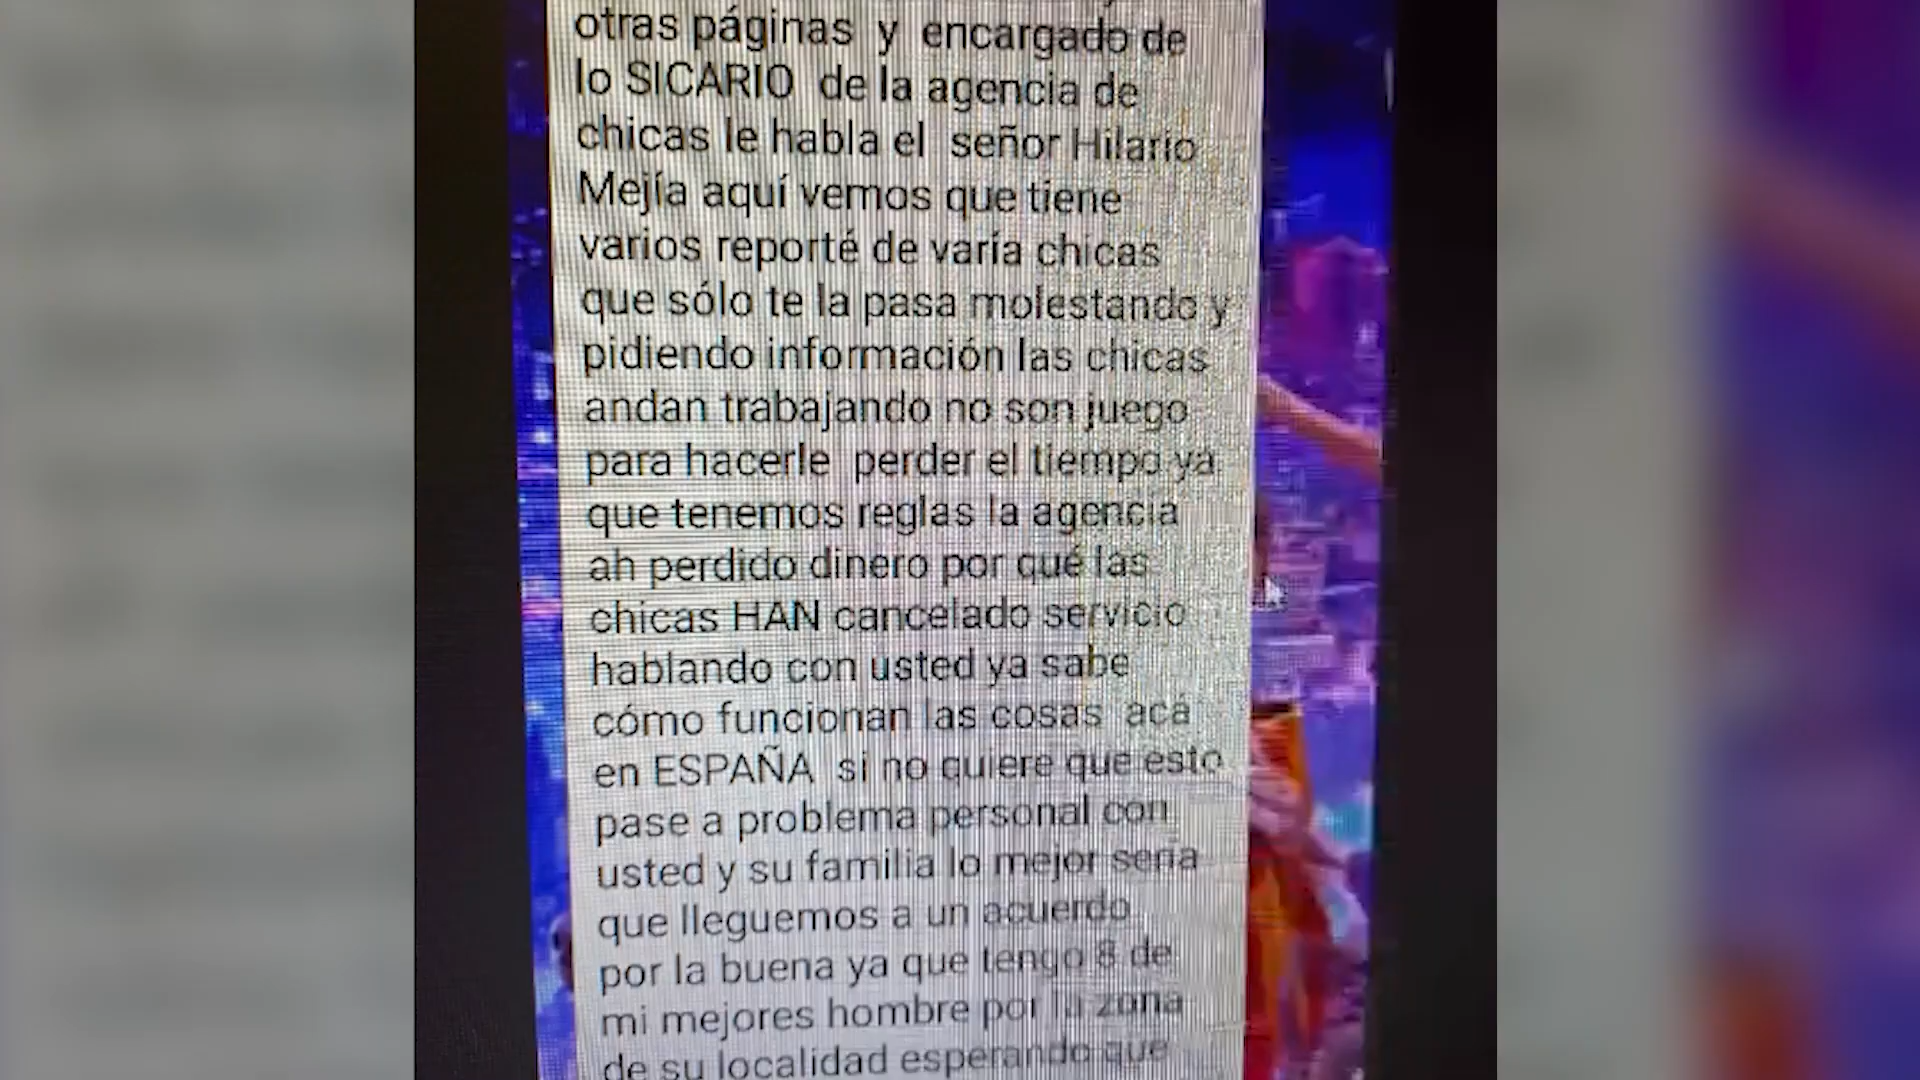 otras páginas y encargado de
lo SICARIO de la agencia de
chicas le habla el señor Hilario
Mejía aquí vemos que tiene
varios reporté de varía chicas
que sólo te la pasa molestando y
pidiendo información las chicas
andan trabajando no son juego
para hacerle perder el tiempo ya
que tenemos reglas la agencia
ah perdido dinero por qué las
chicas HAN cancelado servicio
hablando con usted ya sabe
cómo funcionan las cosas acá
en ESPAÑA si no quiere que esto
pase a problema personal con
usted y su familia lo mejor seria
que lleguemos a un acuerdo
por la buena ya que tengo 8 de
mi mejores hombre por la zona
de su localidad esperando que